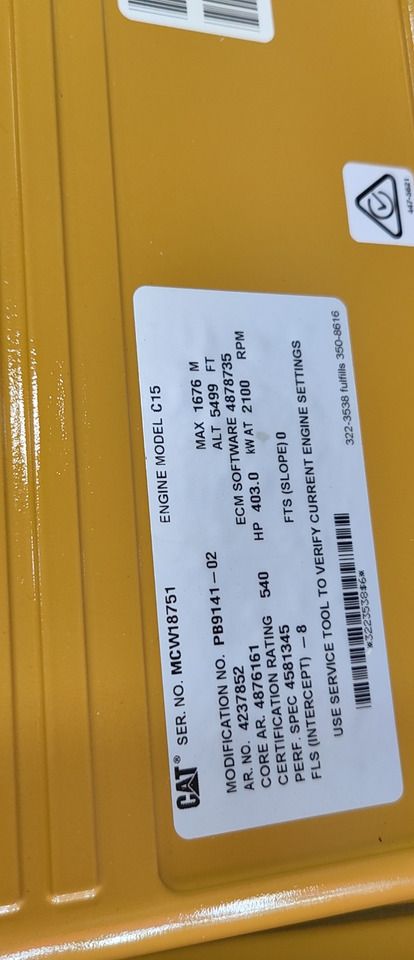 CAT® SER. NO. MCW18751 ENGINE MODEL C15
MODIFICATION NO. PB9141-02 MAX 1676 M
AR. NO. 4237852 ALT 5499 FT
CORE AR. 4876161 ECM SOFTWARE 4878735
CERTIFICATION RATING 540 HP 403.0 kW AT 2100 RPM
PERF. SPEC 4581345 FTS (SLOPE) 0
FLS (INTERCEPT) -8
USE SERVICE TOOL TO VERIFY CURRENT ENGINE SETTINGS
*322353816* 322-3538 fulfills 350-8616